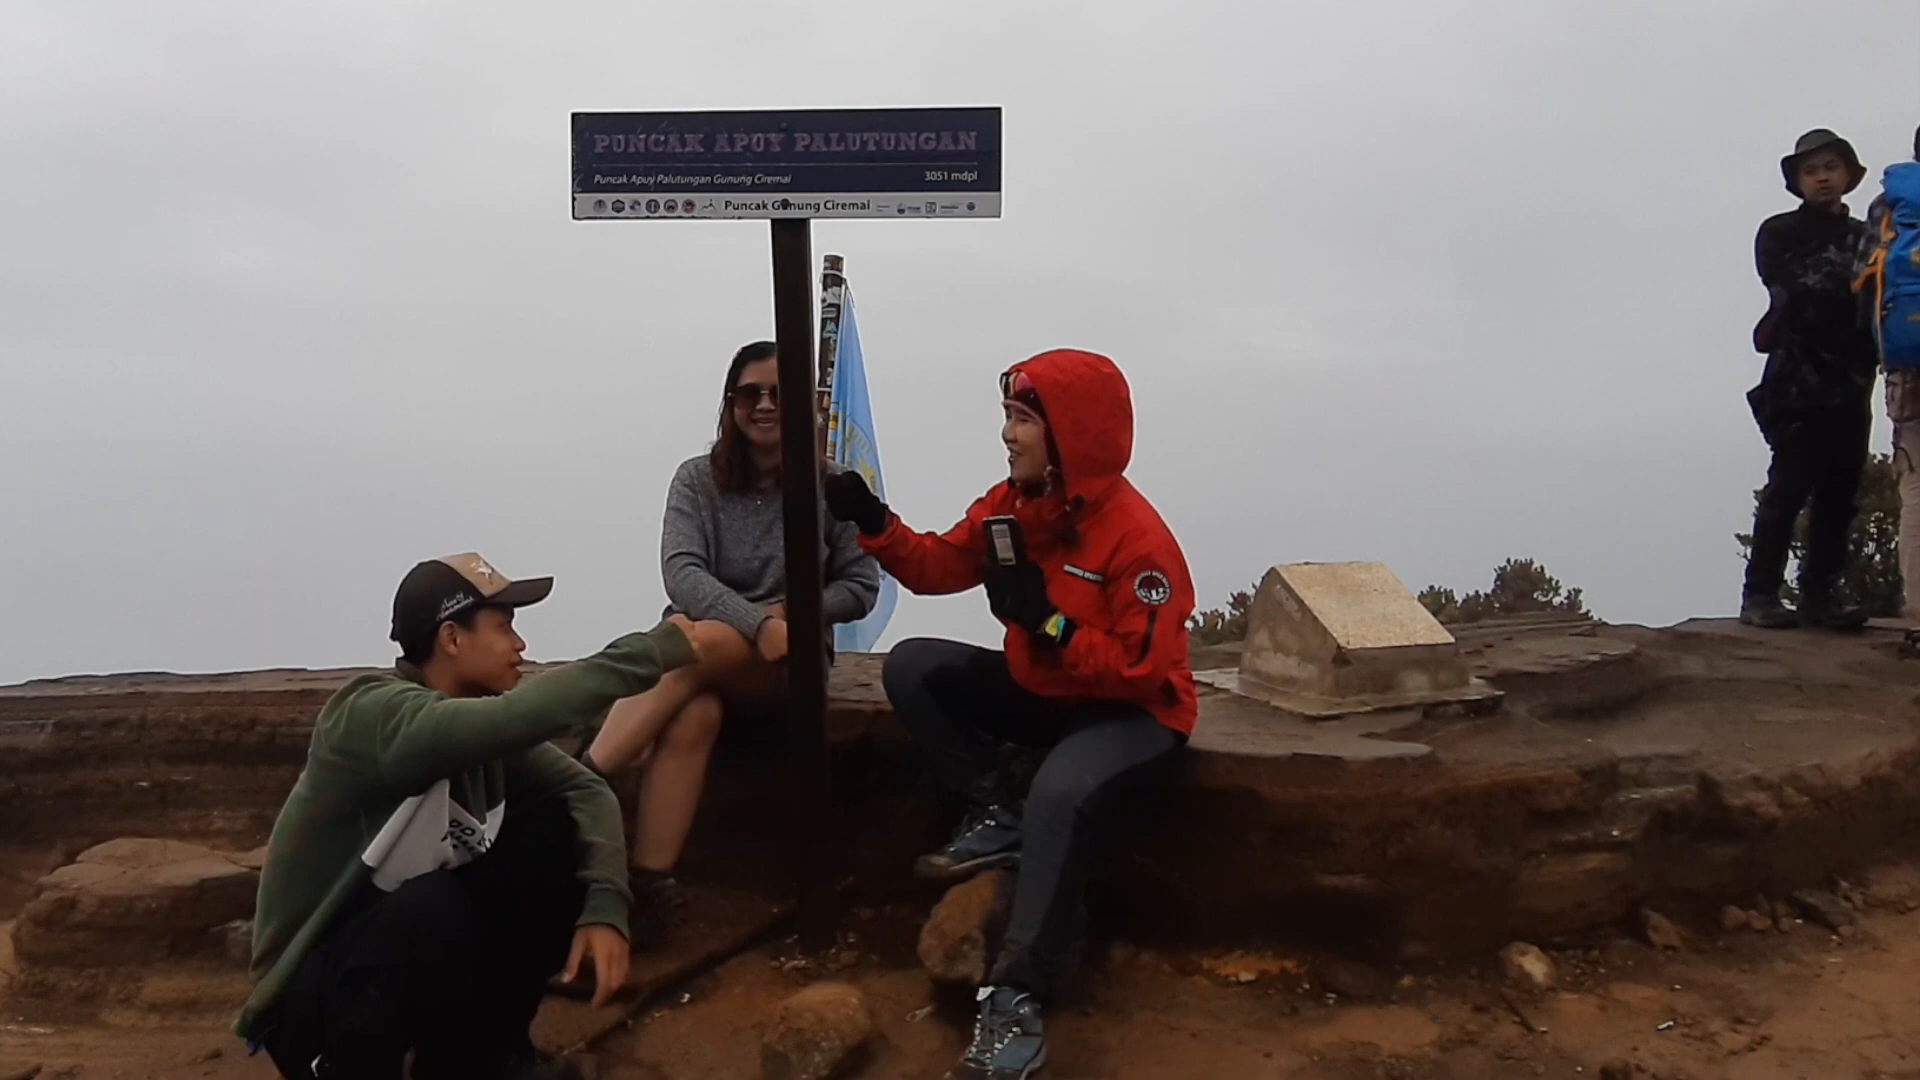 PUNCAK APUY PALUTUNGAN
Puncak Apuy Palutungan Gunung Ciremai
3051 mdpl
Puncak Gunung Ciremai